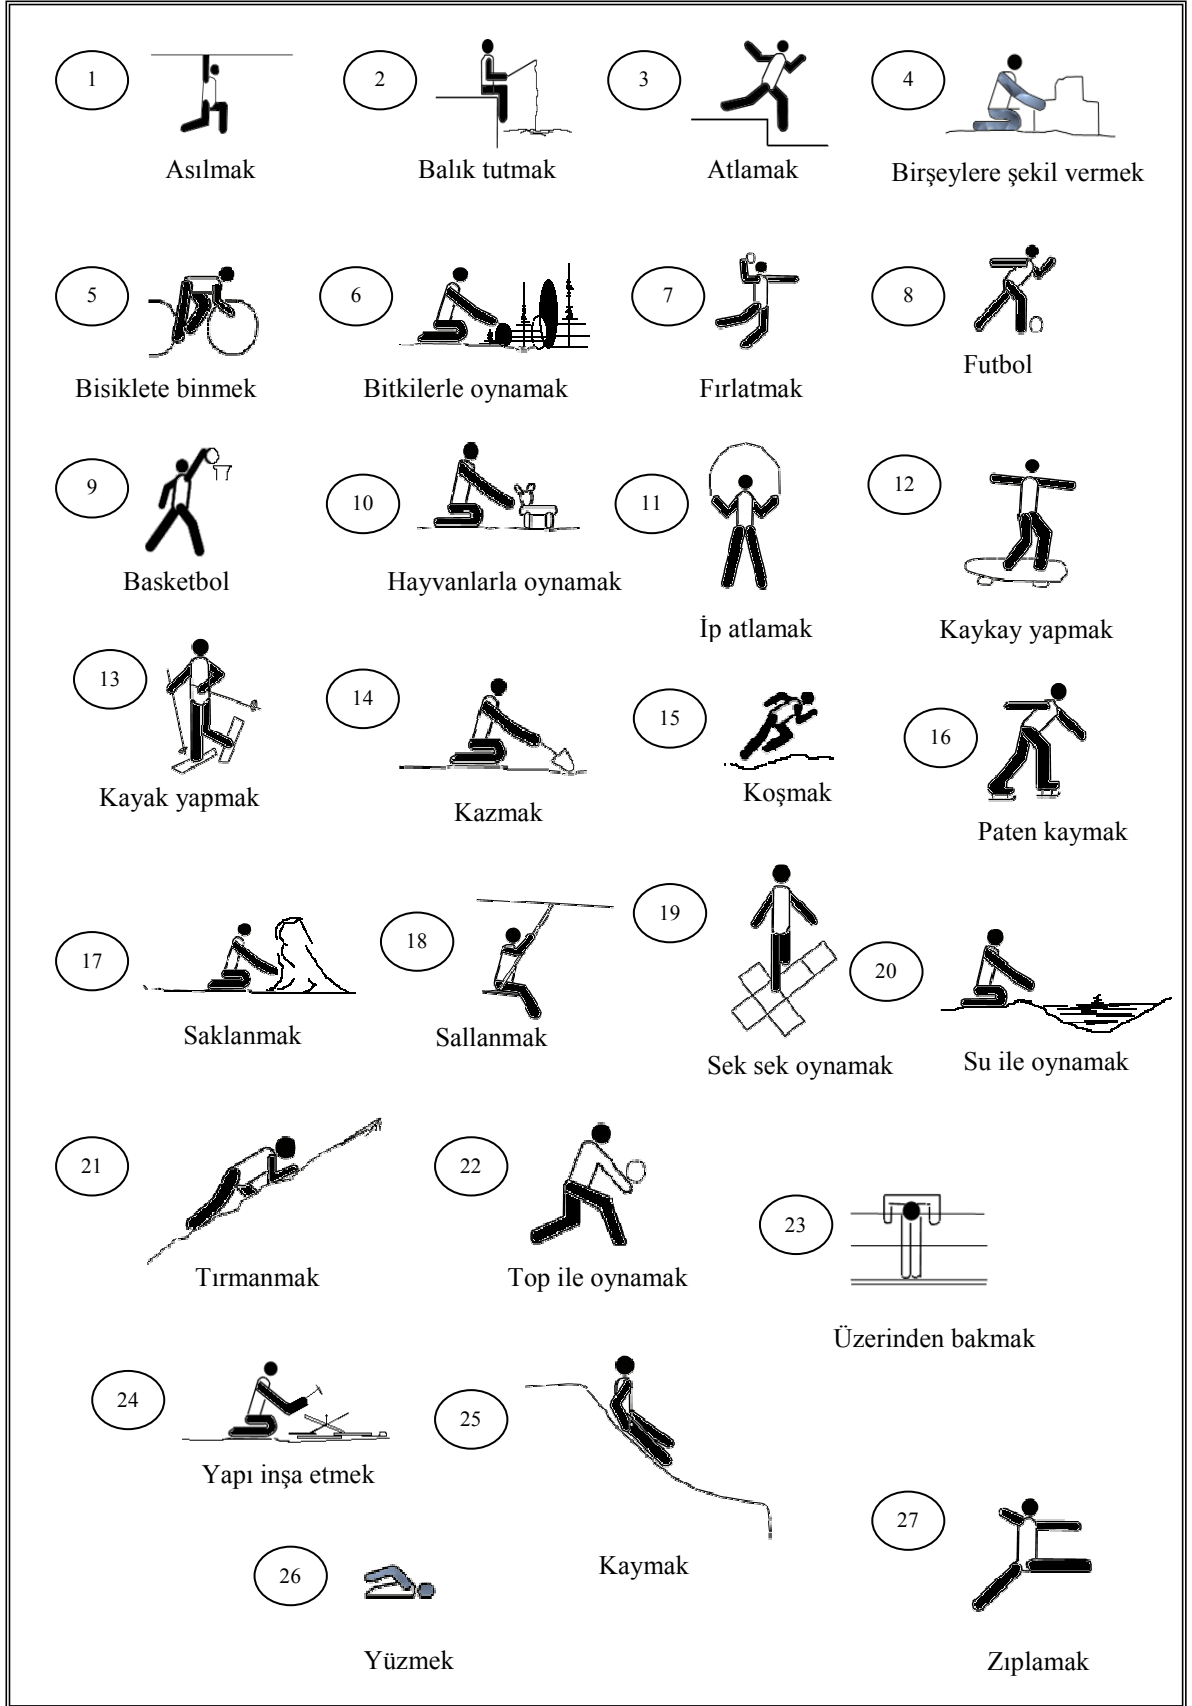 1
Asılmak
2
Balık tutmak
3
Atlamak
4
Birşeylere şekil vermek
5
Bisiklete binmek
6
Bitkilerle oynamak
7
Fırlatmak
8
Futbol
9
Basketbol
10
Hayvanlarla oynamak
11
İp atlamak
12
Kaykay yapmak
13
Kayak yapmak
14
Kazmak
15
Koşmak
16
Paten kaymak
17
Saklanmak
18
Sallanmak
19
Sek sek oynamak
20
Su ile oynamak
21
Tırmanmak
22
Top ile oynamak
23
Üzerinden bakmak
24
Yapı inşa etmek
25
Kaymak
26
Yüzmek
27
Zıplamak